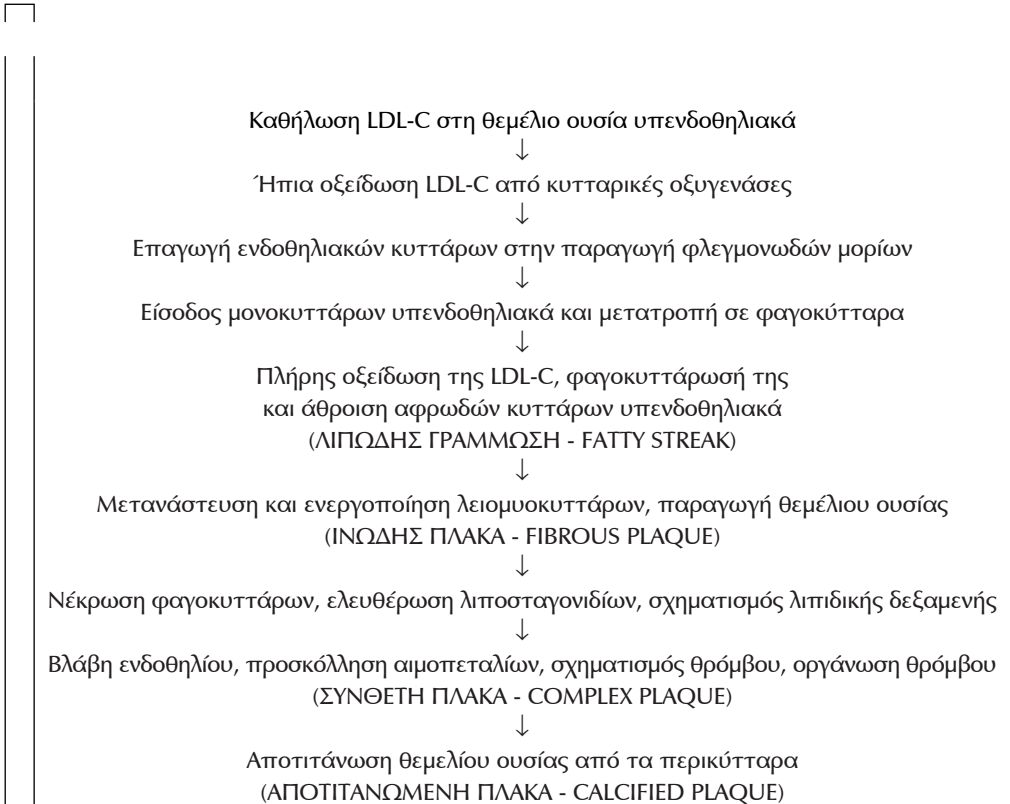 Καθήλωση LDL-C στη θεμέλιο ουσία υπενδοθηλιακά
↓
Ήπια οξείδωση LDL-C από κυτταρικές οξυγενάσες
↓
Επαγωγή ενδοθηλιακών κυττάρων στην παραγωγή φλεγμονωδών μορίων
↓
Είσοδος μονοκυττάρων υπενδοθηλιακά και μετατροπή σε φαγοκύτταρα
↓
Πλήρης οξείδωση της LDL-C, φαγοκυττάρωσή της
και άθροιση αφρωδών κυττάρων υπενδοθηλιακά
(ΛΙΠΩΔΗΣ ΓΡΑΜΜΩΣΗ - FATTY STREAK)
↓
Μετανάστευση και ενεργοποίηση λειομυοκυττάρων, παραγωγή θεμέλιου ουσίας
(ΙΝΩΔΗΣ ΠΛΑΚΑ - FIBROUS PLAQUE)
↓
Νέκρωση φαγοκυττάρων, ελευθέρωση λιποσταγονιδίων, σχηματισμός λιπιδικής δεξαμενής
↓
Βλάβη ενδοθηλίου, προσκόλληση αιμοπεταλίων, σχηματισμός θρόμβου, οργάνωση θρόμβου
(ΣΥΝΘΕΤΗ ΠΛΑΚΑ - COMPLEX PLAQUE)
↓
Αποτιτάνωση θεμελίου ουσίας από τα περικύτταρα
(ΑΠΟΤΙΤΑΝΩΜΕΝΗ ΠΛΑΚΑ - CALCIFIED PLAQUE)